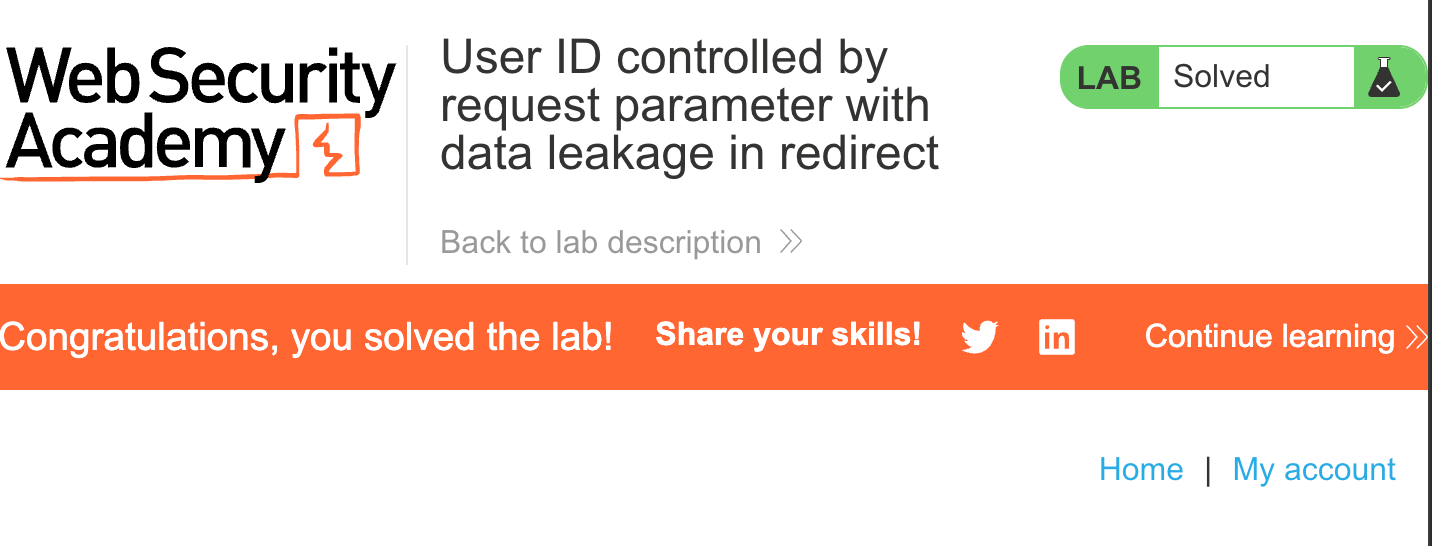 Web Security
Academy
User ID controlled by
request parameter with
data leakage in redirect
LAB Solved
Back to lab description
Congratulations, you solved the lab! Share your skills! in Continue learning
Home | My account